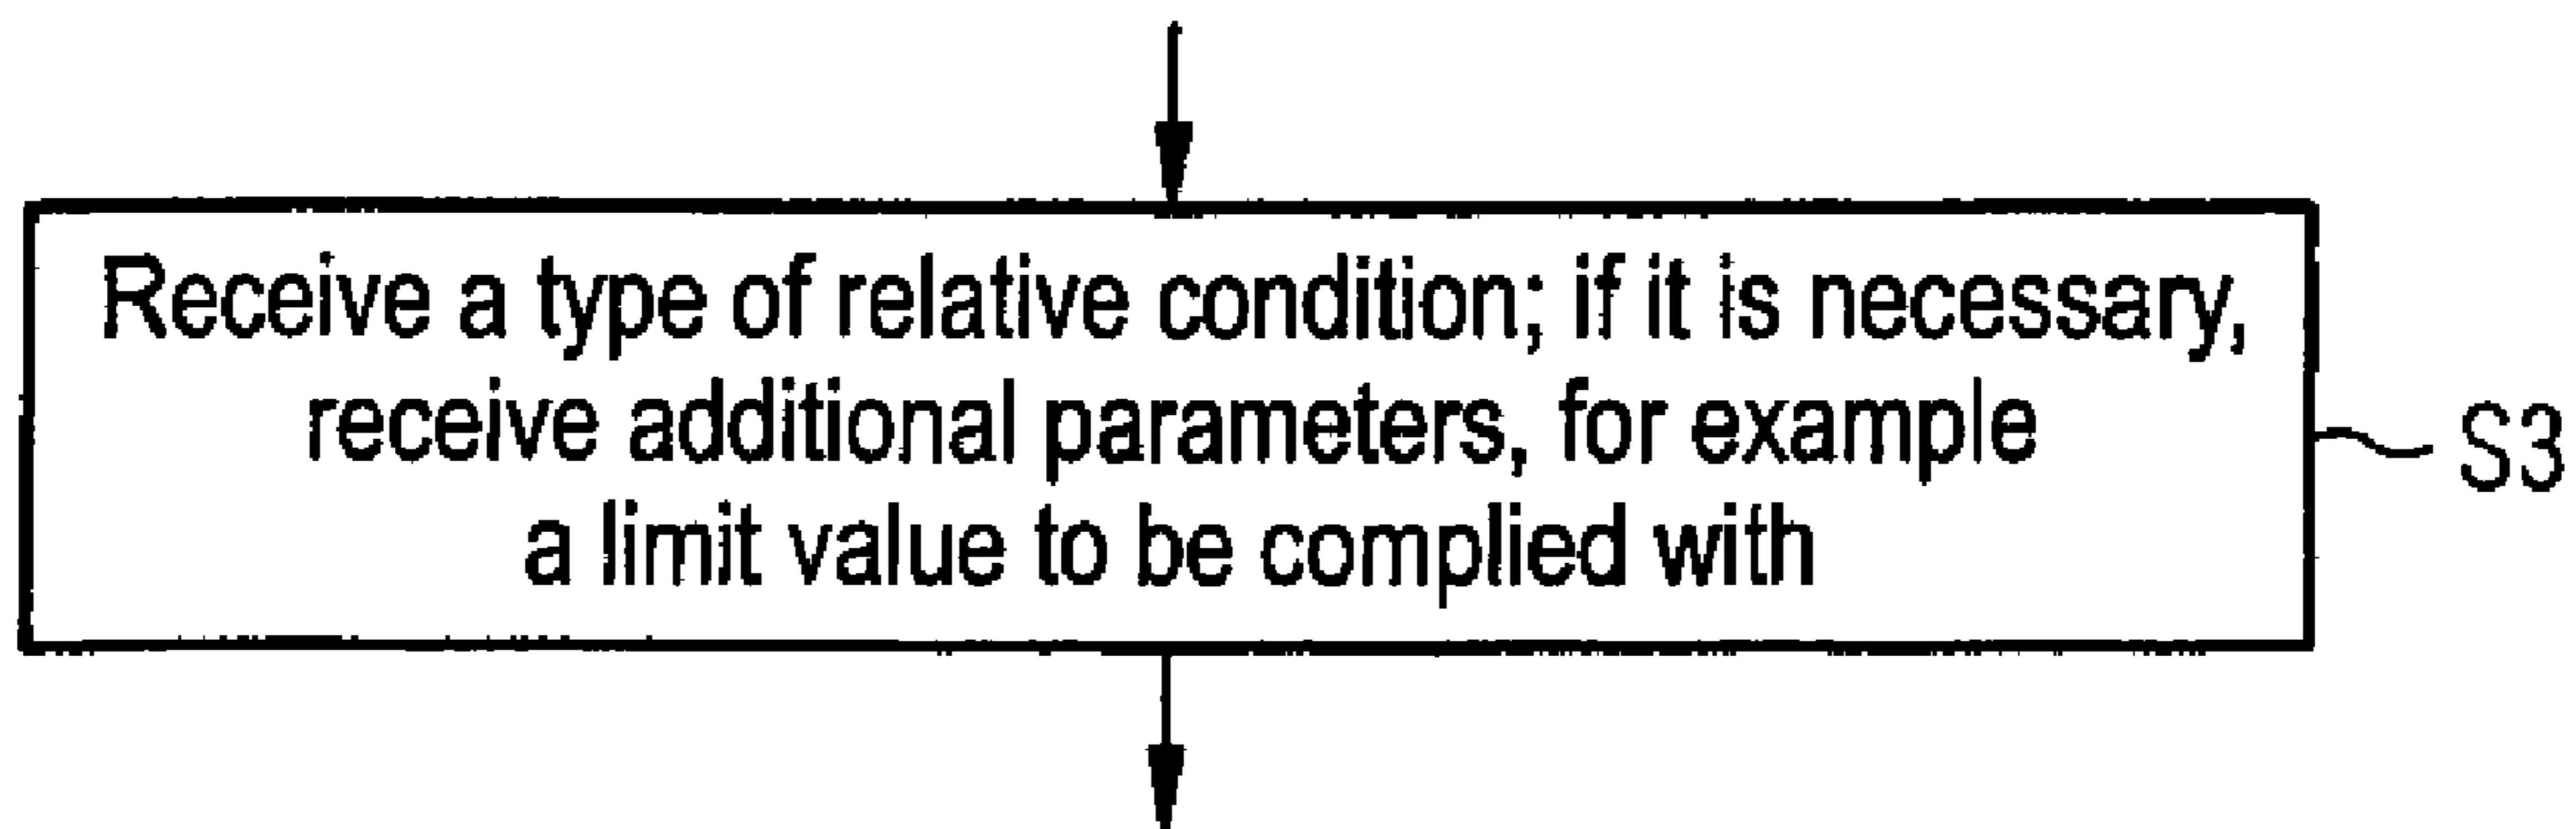 Receive a type of relative condition; if it is necessary,
receive additional parameters, for example
a limit value to be complied with
S3